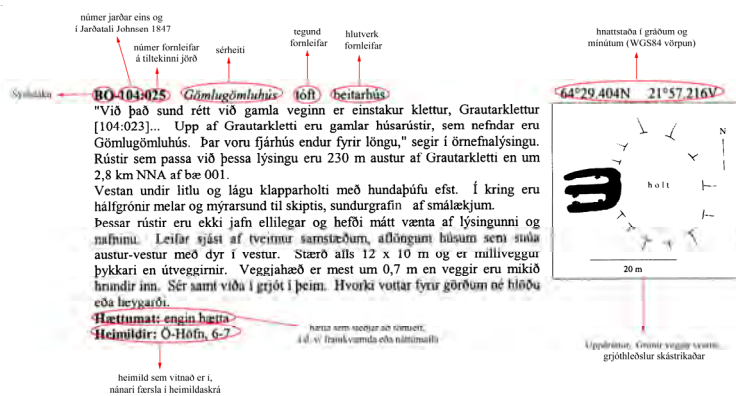 númer jarðar eins og
í Jarðatali Johnsen 1847
númer fornleifar
á tiltekinni jörð
sérheiti
tegund
fornleifar
hlutverk
fornleifar
hnattstaða í gráðum og
mínútum (WGS84 vörpun)
BO-104:025 Gömlugömluhús tóft beitarhús
64°29.404N 21°57.216V
"Við það sund rétt við gamla veginn er einstakur klettur, Grautarklettur
[104:023]... Upp af Grautarkletti eru gamlar húsarústir, sem nefndar eru
Gömlugömluhús. Þar voru fjárhús endur fyrir löngu," segir í örnefnalýsingu.
Rústir sem passa við þessa lýsingu eru 230 m austur af Grautarkletti en um
2,8 km NNA af bæ 001.
Vestan undir litlu og lágu klapparholti með hundaþúfu efst. Í kring eru
hálfgrónir melar og mýrarsund til skiptis, sundurgrafin af smálækjum.
Þessar rústir eru ekki jafn ellilegar og hefði mátt vænta af lýsingunni og
nafninu. Leifar sjást af tveimur samstæðum, aflöngum húsum sem snúa
austur-vestur með dyr í vestur. Stærð alls 12 x 10 m og er milliveggur
þykkari en útveggirnir. Veggjahæð er mest um 0,7 m en veggir eru mikið
hrundir inn. Sér samt víða í grjót í þeim. Hvorki vottar fyrir görðum né hlöðu
eða heygarði.
Hættumat: engin hætta
Heimildir: Ö-Höfn, 6-7
N
holt
20 m
hætta sem steðjar að
framkvæmda eða
grjóthleðslur skástrikaðar
heimild sem vitnað er í,
nánari færsla í heimildaskrá